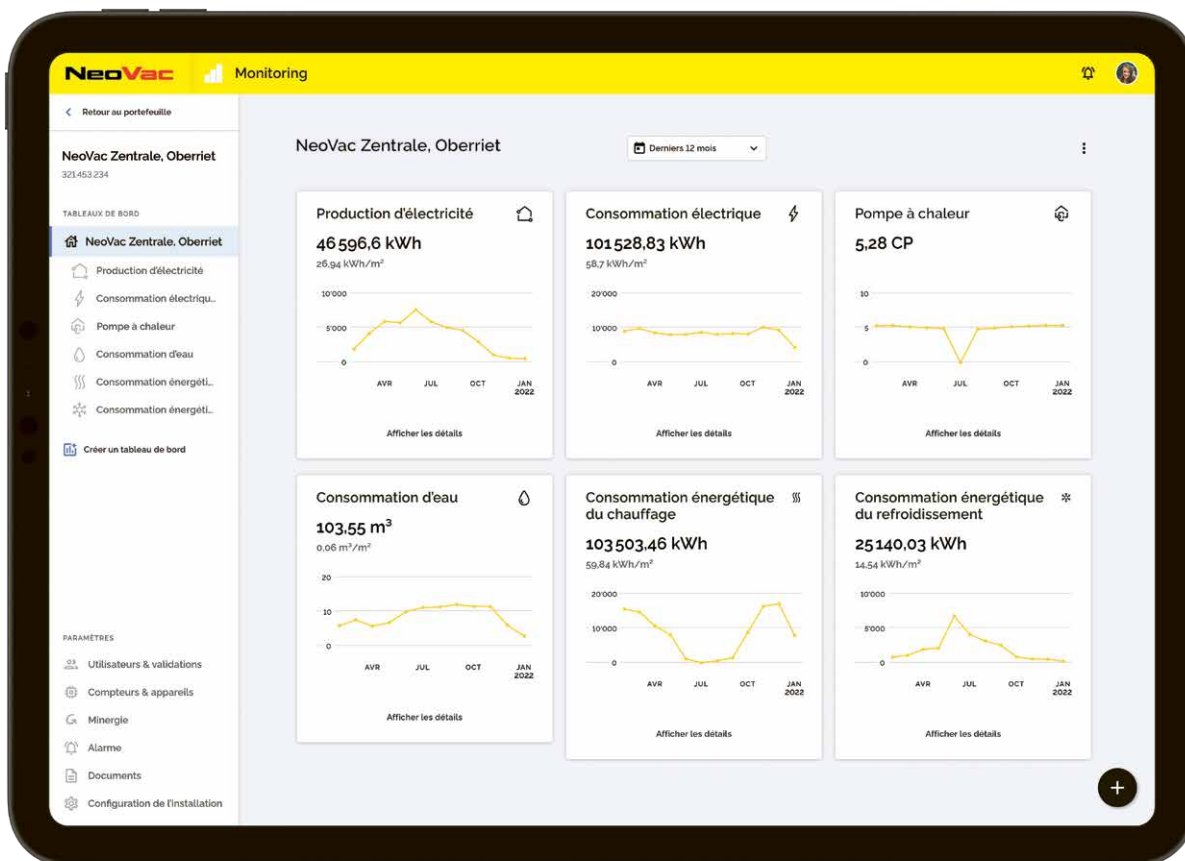 NeoVac
Monitoring
Retour au portefeuille
NeoVac Zentrale, Oberriet
321.453.234
TABLEAUX DE BORD
NeoVac Zentrale, Oberriet
Production d'électricité
Consommation électriqu...
Pompe à chaleur
Consommation d'eau
Consommation énergéti...
Consommation énergéti...
Créer un tableau de bord
PARAMÈTRES
Utilisateurs & validations
Compteurs & appareils
Minergie
Alarme
Documents
Configuration de l'installation
NeoVac Zentrale, Oberriet
Derniers 12 mois
Production d'électricité
46 596,6 kWh
26,94 kWh/m²
10'000
5'000
0
AVR JUL OCT JAN
2022
Afficher les détails
Consommation électrique
101 528,83 kWh
58,7 kWh/m²
20'000
10'000
0
AVR JUL OCT JAN
2022
Afficher les détails
Pompe à chaleur
5,28 CP
10
5
0
AVR JUL OCT JAN
2022
Afficher les détails
Consommation d'eau
103,55 m³
0,06 m³/m²
20
10
0
AVR JUL OCT JAN
2022
Afficher les détails
Consommation énergétique
du chauffage
103 503,46 kWh
59,84 kWh/m²
20'000
10'000
0
AVR JUL OCT JAN
2022
Afficher les détails
Consommation énergétique
du refroidissement
25 140,03 kWh
14,54 kWh/m²
10'000
5'000
0
AVR JUL OCT JAN
2022
Afficher les détails